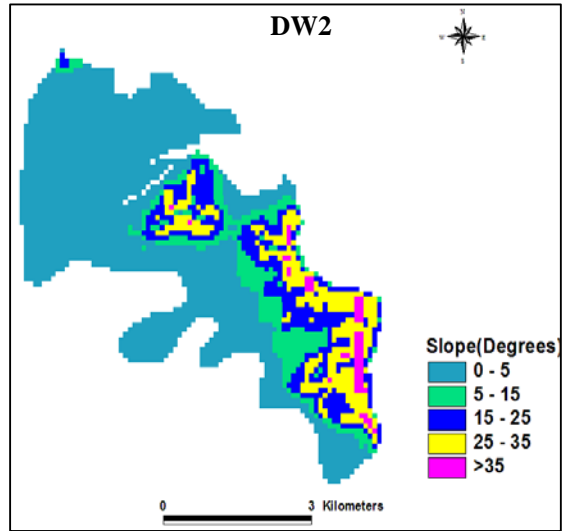 DW2
N
W E
S
Slope(Degrees)
0 - 5
5 - 15
15 - 25
25 - 35
>35
0 3 Kilometers